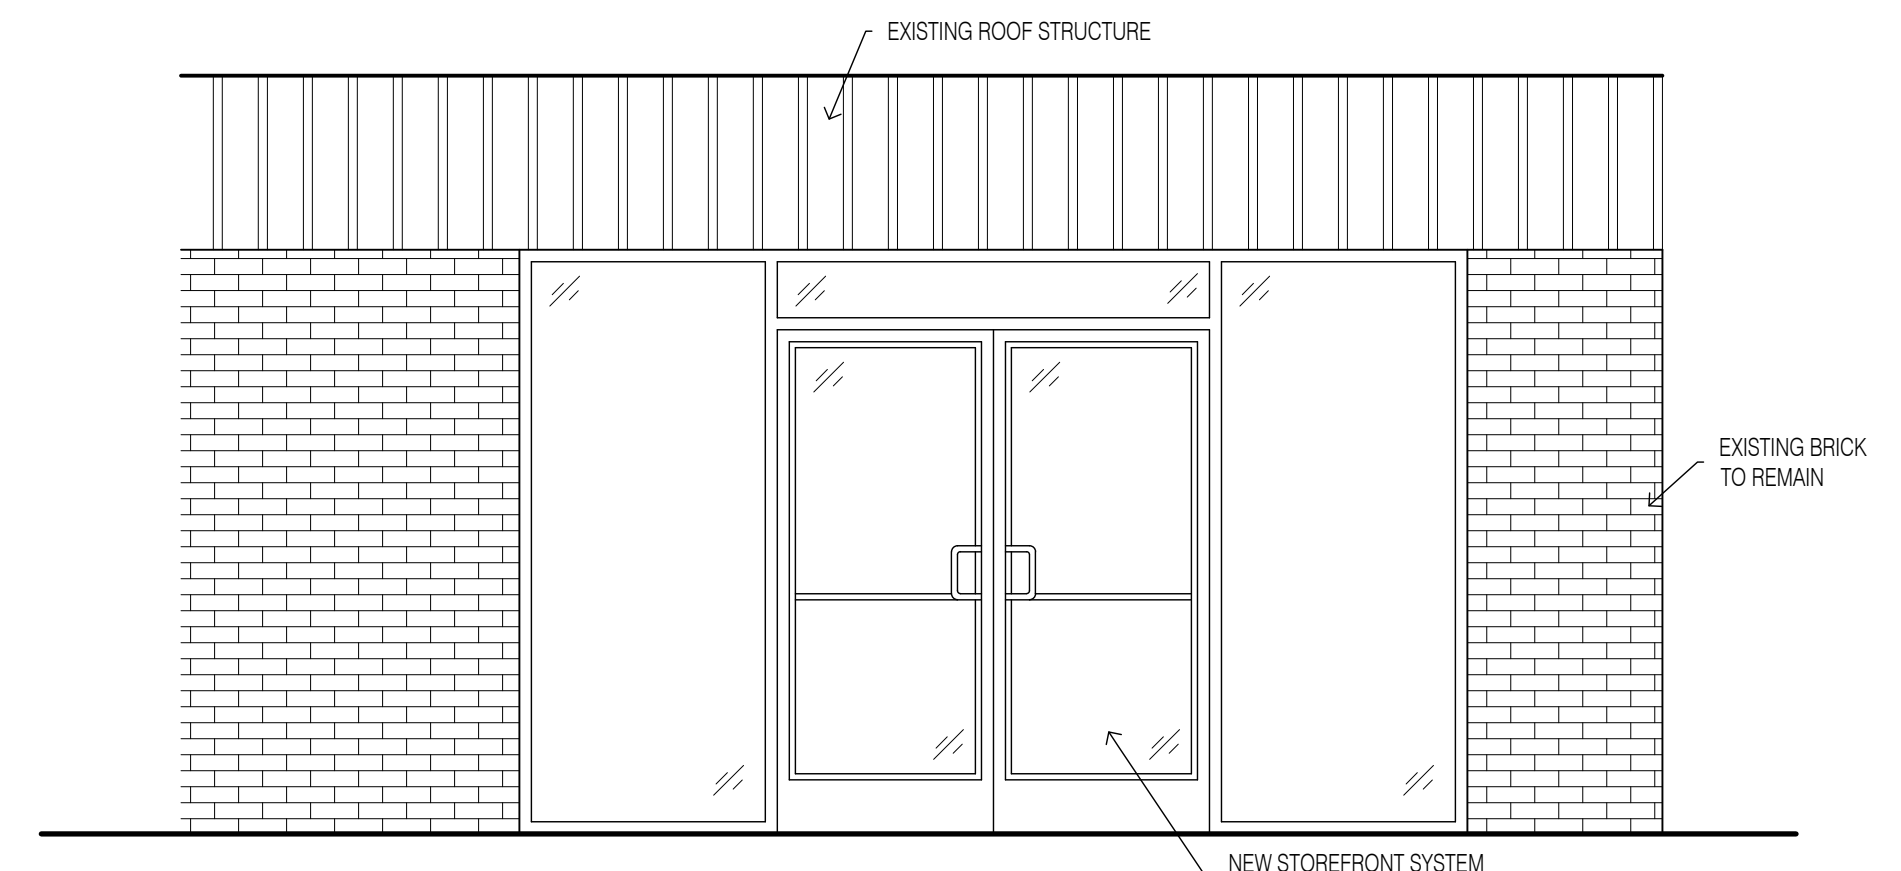 EXISTING ROOF STRUCTURE
EXISTING BRICK
TO REMAIN
NEW STOREFRONT SYSTEM